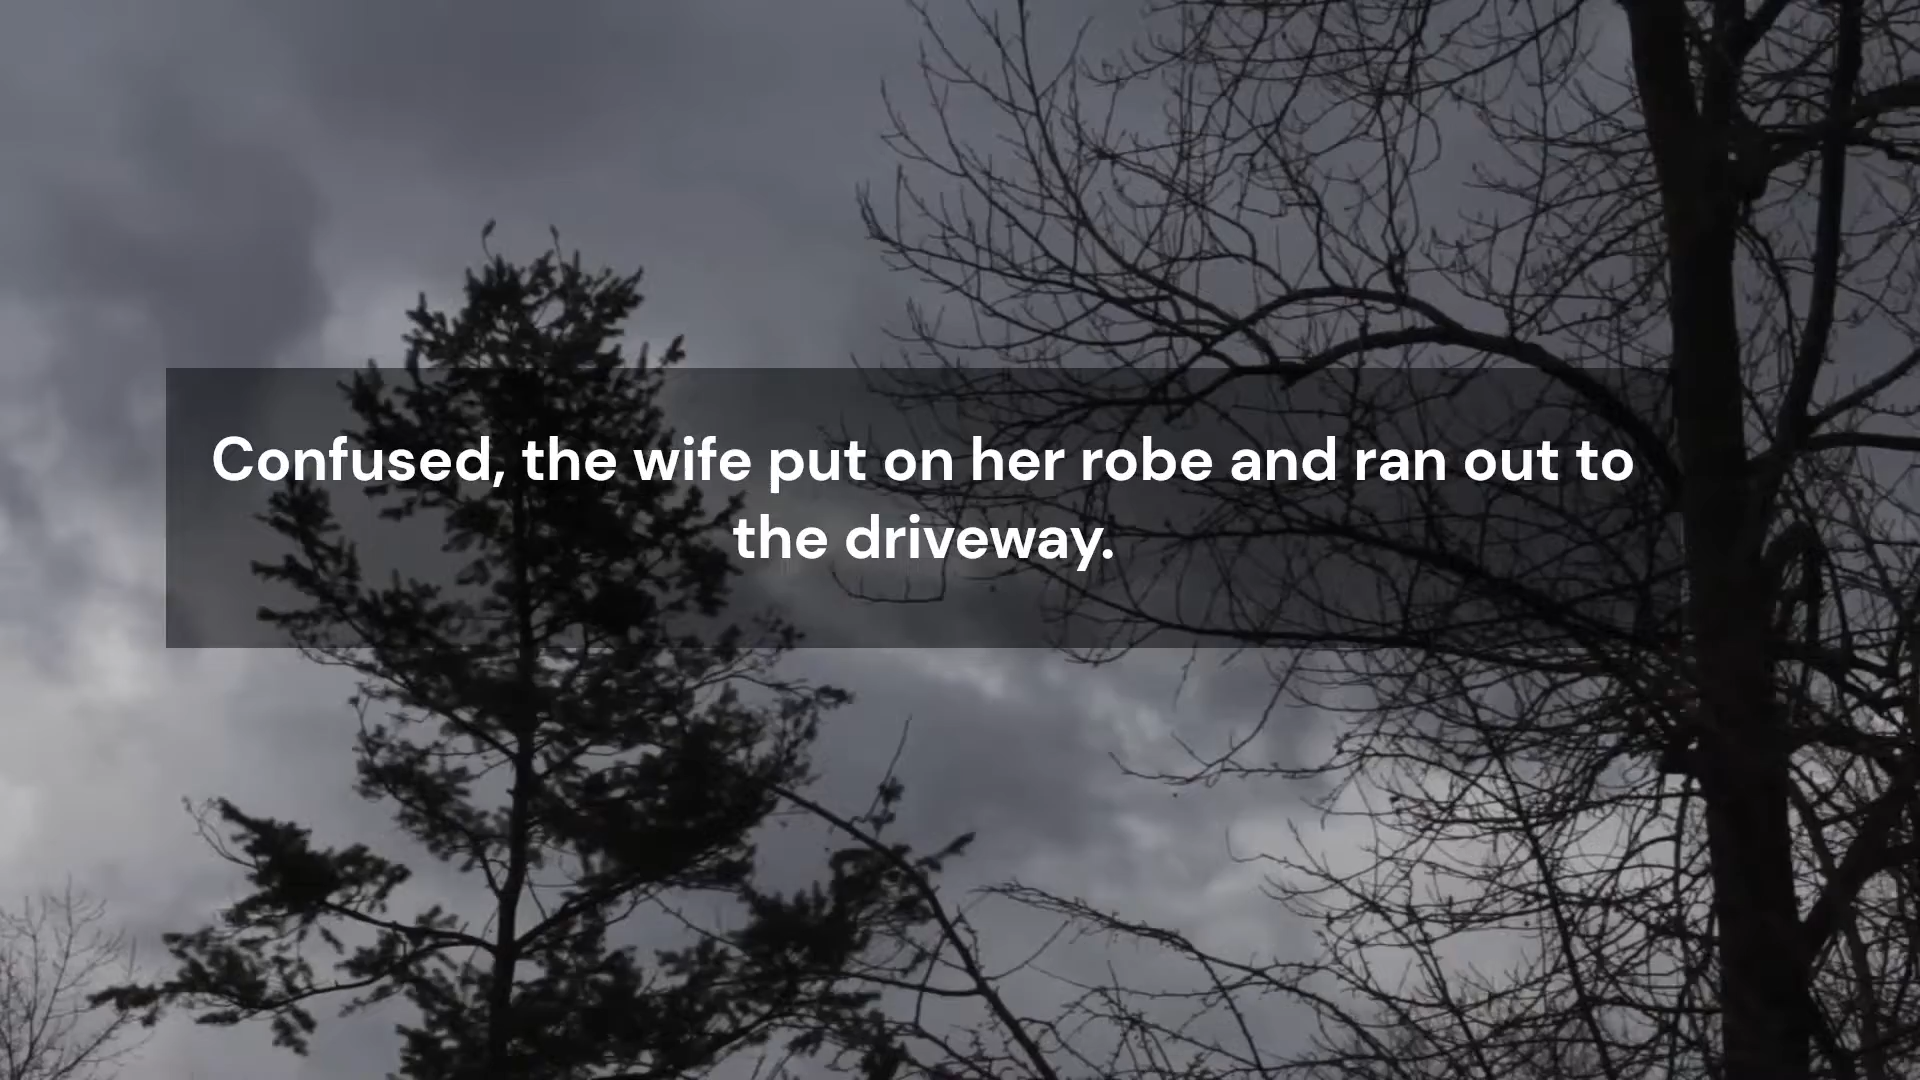 Confused, the wife put on her robe and ran out to
the driveway.